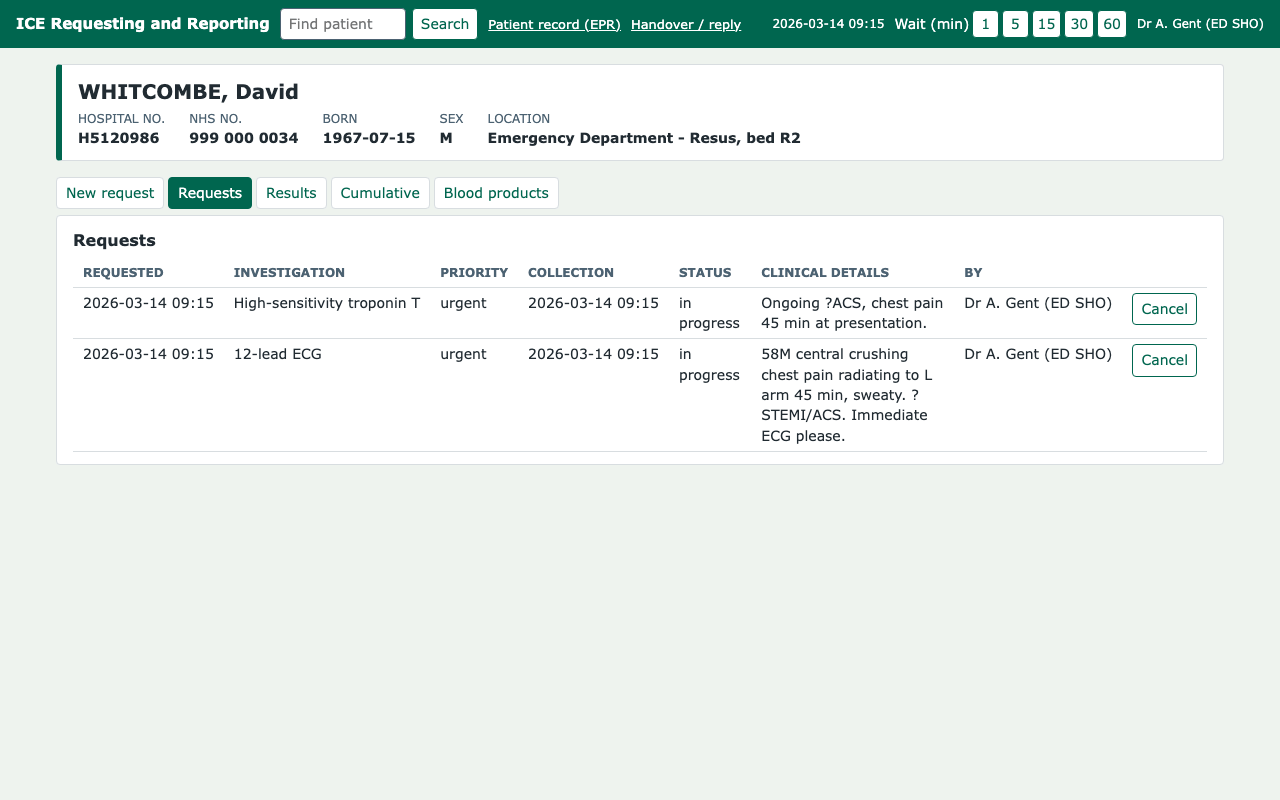 ICE Requesting and Reporting Find patient Search Patient record (EPR) Handover / reply 2026-03-14 09:15 Wait (min) 1 5 15 30 60 Dr A. Gent (ED SHO)
WHITCOMBE, David
HOSPITAL NO. NHS NO. BORN SEX LOCATION
H5120986 999 000 0034 1967-07-15 M Emergency Department - Resus, bed R2
New request Requests Results Cumulative Blood products
Requests
REQUESTED INVESTIGATION PRIORITY COLLECTION STATUS CLINICAL DETAILS BY
2026-03-14 09:15 High-sensitivity troponin T urgent 2026-03-14 09:15 in Ongoing ?ACS, chest pain Dr A. Gent (ED SHO) Cancel
progress 45 min at presentation.
2026-03-14 09:15 12-lead ECG urgent 2026-03-14 09:15 in 58M central crushing Dr A. Gent (ED SHO) Cancel
progress chest pain radiating to L
arm 45 min, sweaty. ?
STEMI/ACS. Immediate
ECG please.